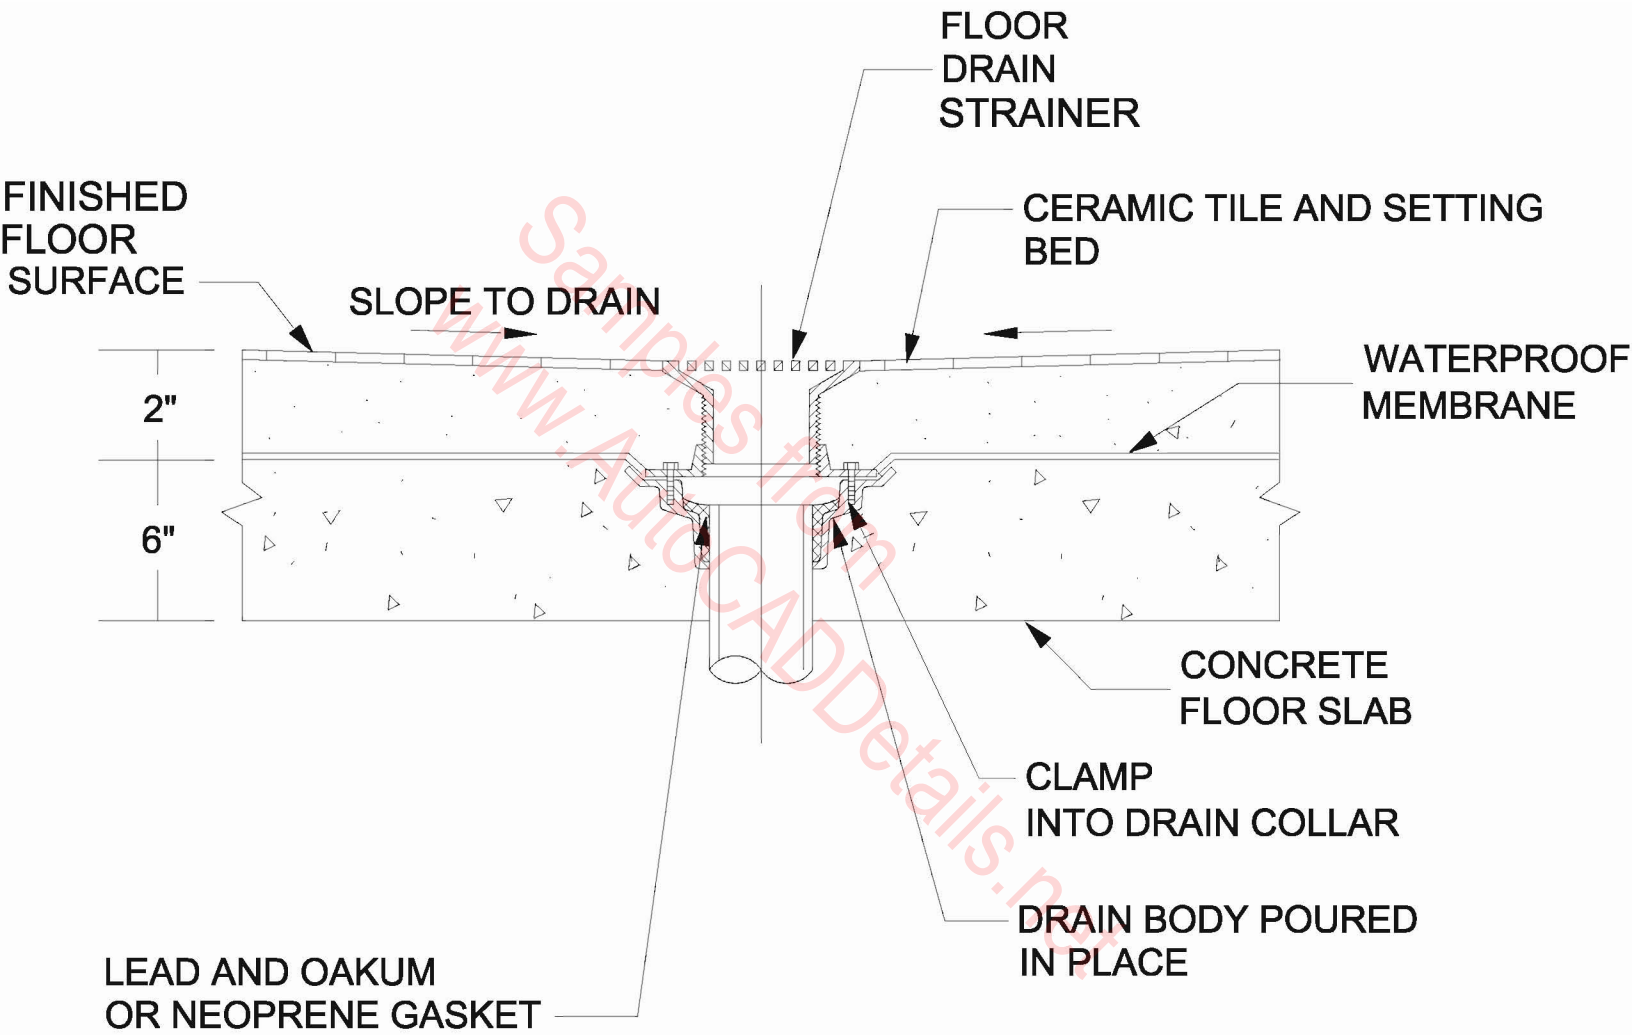 FLOOR
DRAIN
STRAINER
FINISHED
FLOOR
SURFACE
CERAMIC TILE AND SETTING
BED
SLOPE TO DRAIN
WATERPROOF
MEMBRANE
2"
6"
CONCRETE
FLOOR SLAB
CLAMP
INTO DRAIN COLLAR
DRAIN BODY POURED
IN PLACE
LEAD AND OAKUM
OR NEOPRENE GASKET
Samples from
www.AutoCADDetails.net